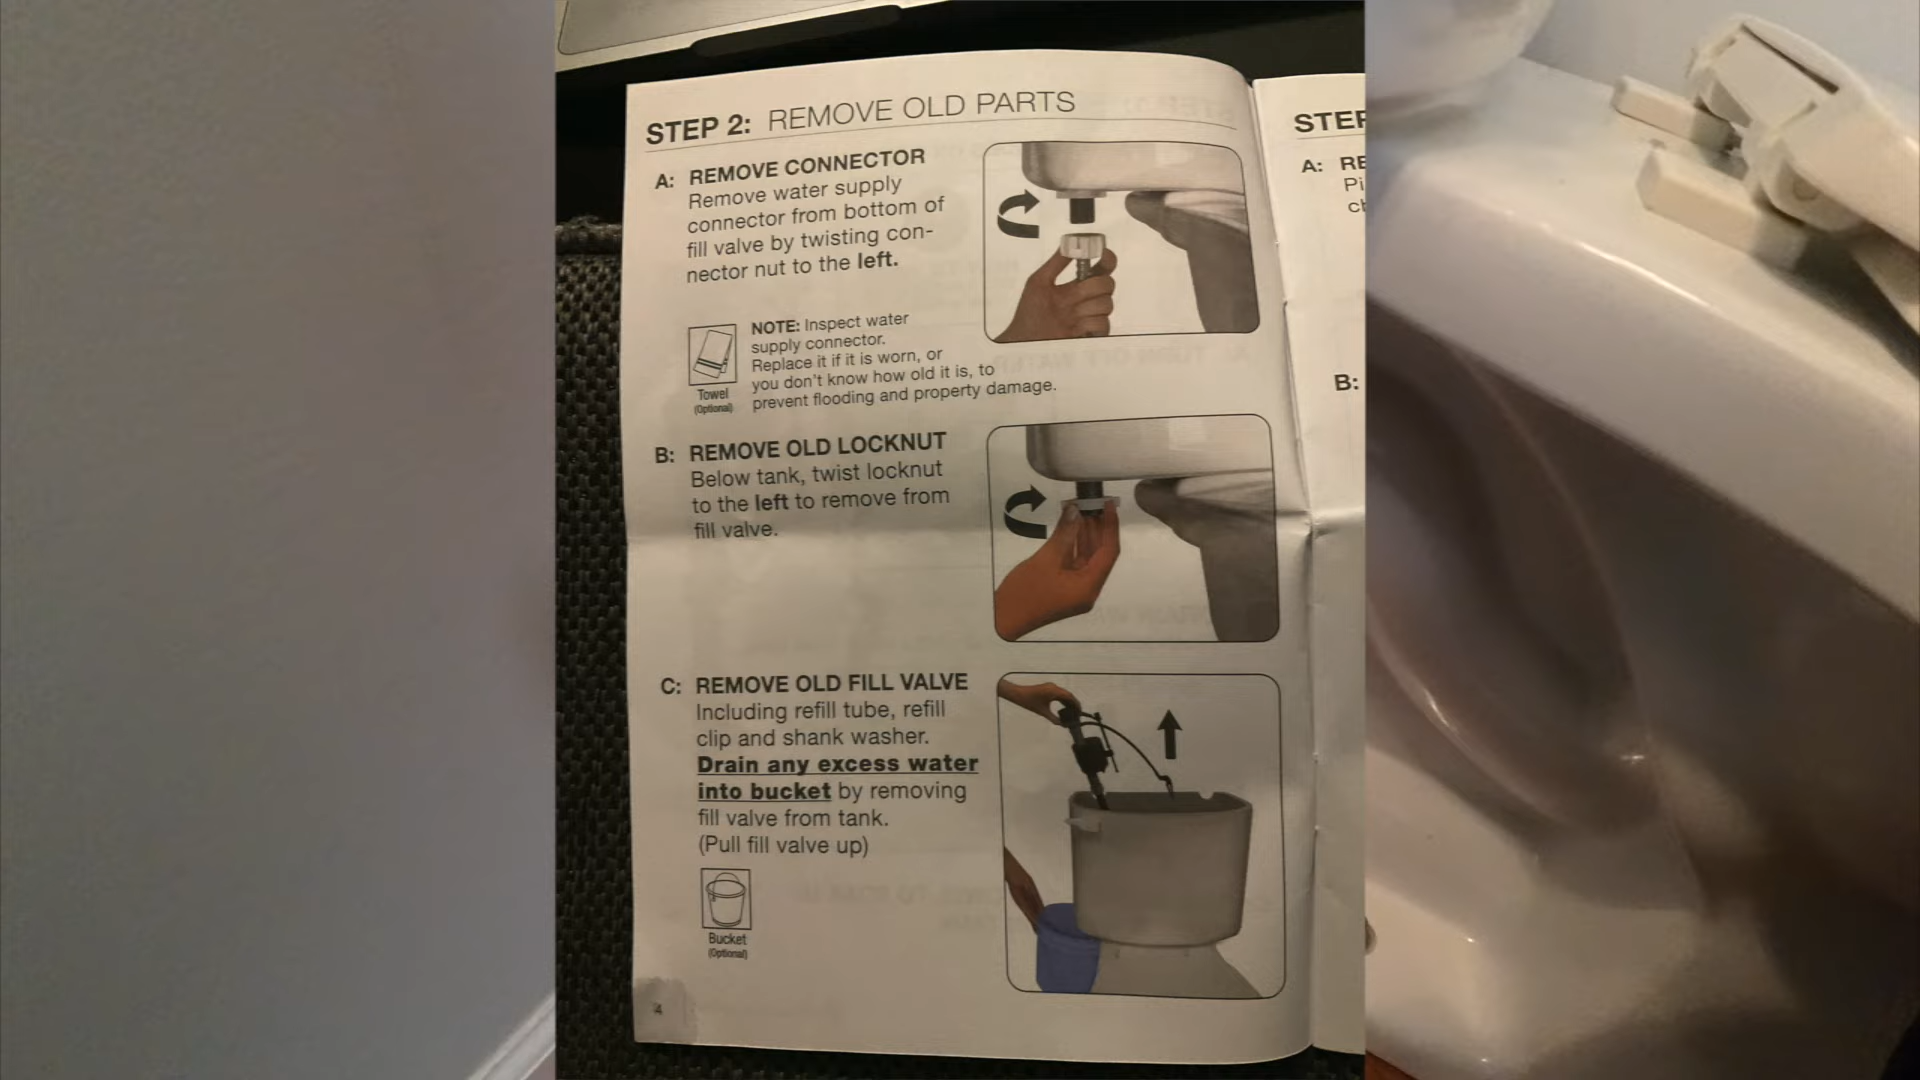 STEP 2: REMOVE OLD PARTS
A: REMOVE CONNECTOR
Remove water supply
connector from bottom of
fill valve by twisting con-
nector nut to the left.
NOTE: Inspect water
supply connector.
Replace it if it is worn, or
you don't know how old it is, to
prevent flooding and property damage.
Towel
(Optional)
B: REMOVE OLD LOCKNUT
Below tank, twist locknut
to the left to remove from
fill valve.
C: REMOVE OLD FILL VALVE
Including refill tube, refill
clip and shank washer.
Drain any excess water
into bucket by removing
fill valve from tank.
(Pull fill valve up)
Bucket
(Optional)
4
A:
B: